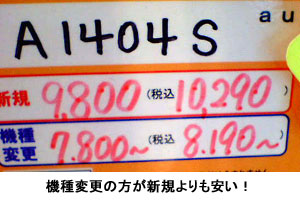 A1404S
au
新規 9,800 (税込 10,290)
機種変更 7.800~ (税込 8.190~)
機種変更の方が新規よりも安い！